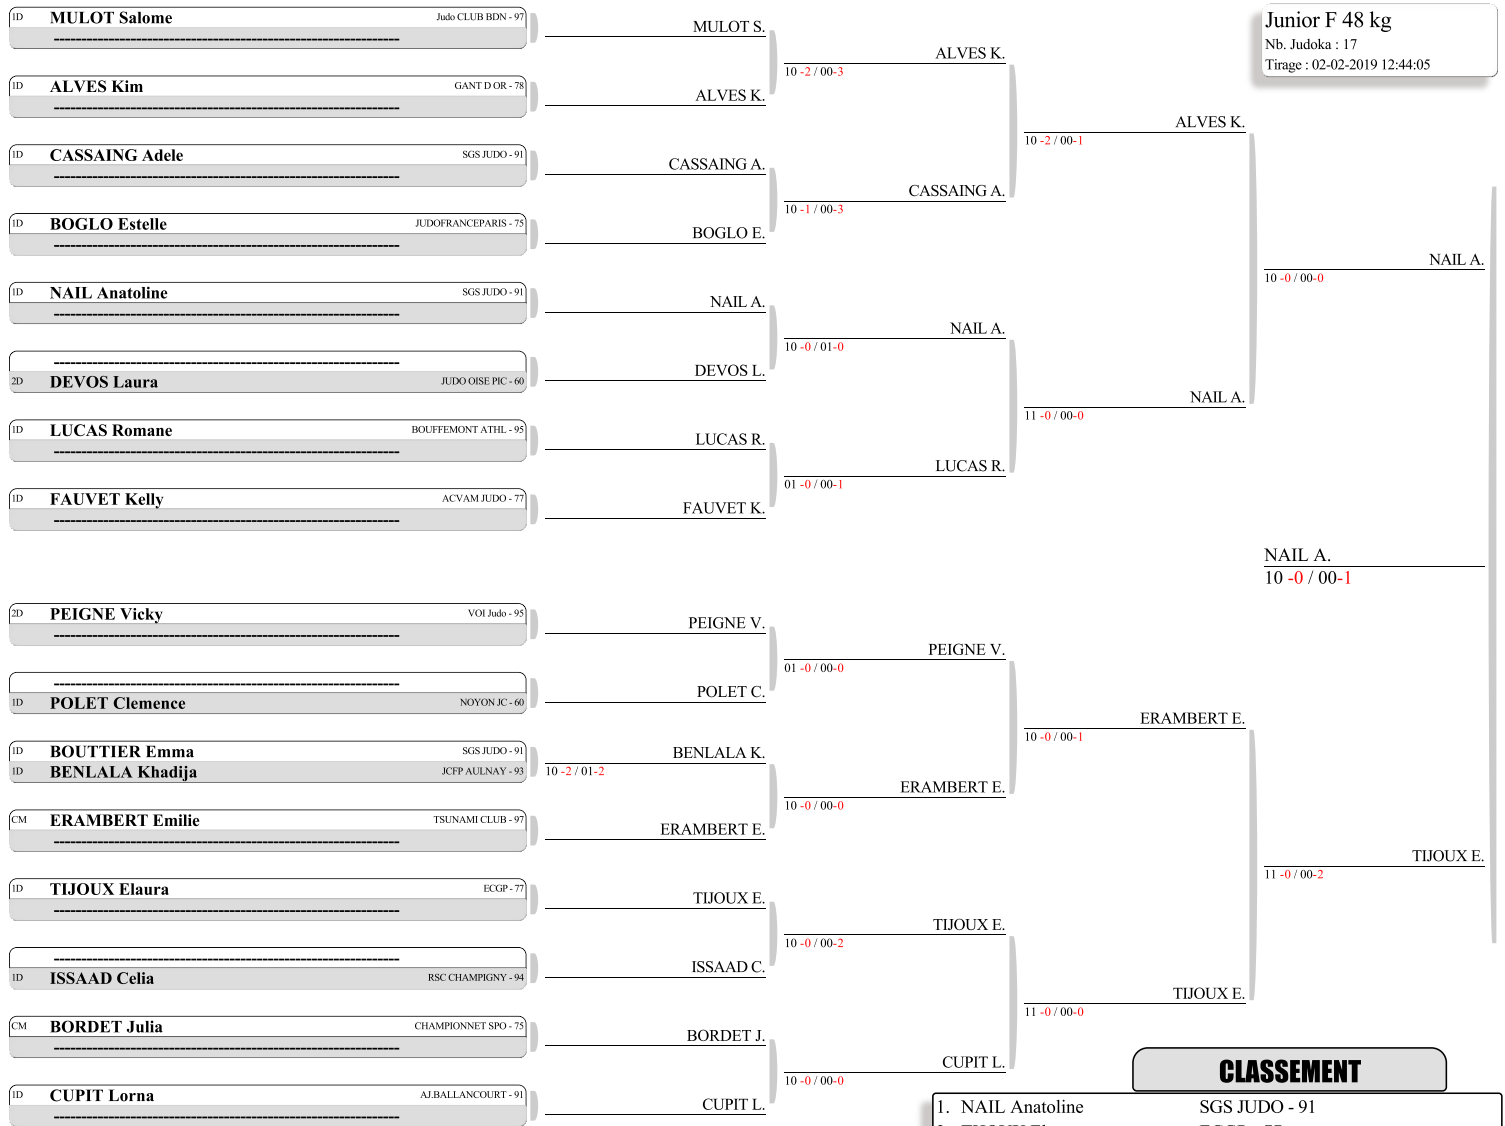 1D MULOT Salome Judo CLUB BDN - 97
1D ALVES Kim GANT D OR - 78
1D CASSAING Adele SGS JUDO - 91
1D BOGLO Estelle JUDOFRANCEPARIS - 75
1D NAIL Anatoline SGS JUDO - 91
2D DEVOS Laura JUDO OISE PIC - 60
1D LUCAS Romane BOUFFEMONT ATHL - 95
1D FAUVET Kelly ACVAM JUDO - 77
2D PEIGNE Vicky VOI Judo - 95
1D POLET Clemence NOYON JC - 60
1D BOUTTIER Emma SGS JUDO - 91
1D BENLALA Khadija JCFP AULNAY - 93
CM ERAMBERT Emilie TSUNAMI CLUB - 97
1D TIJOUX Elaura ECGP - 77
1D ISSAAD Celia RSC CHAMPIGNY - 94
CM BORDET Julia CHAMPIONNET SPO - 75
1D CUPIT Lorna AJ.BALLANCOURT - 91
MULOT S.
ALVES K.
CASSAING A.
BOGLO E.
NAIL A.
DEVOS L.
LUCAS R.
FAUVET K.
PEIGNE V.
POLET C.
BENLALA K.
10 -2 / 01-2
ERAMBERT E.
TIJOUX E.
ISSAAD C.
BORDET J.
CUPIT L.
ALVES K.
10 -2 / 00-3
CASSAING A.
10 -1 / 00-3
NAIL A.
10 -0 / 01-0
LUCAS R.
01 -0 / 00-1
PEIGNE V.
01 -0 / 00-0
ERAMBERT E.
10 -0 / 00-0
TIJOUX E.
10 -0 / 00-2
CUPIT L.
10 -0 / 00-0
ALVES K.
10 -2 / 00-1
NAIL A.
11 -0 / 00-0
ERAMBERT E.
10 -0 / 00-1
TIJOUX E.
11 -0 / 00-0
NAIL A.
10 -0 / 00-0
TIJOUX E.
11 -0 / 00-2
NAIL A.
10 -0 / 00-1
Junior F 48 kg
Nb. Judoka : 17
Tirage : 02-02-2019 12:44:05
CLASSEMENT
1. NAIL Anatoline SGS JUDO - 91